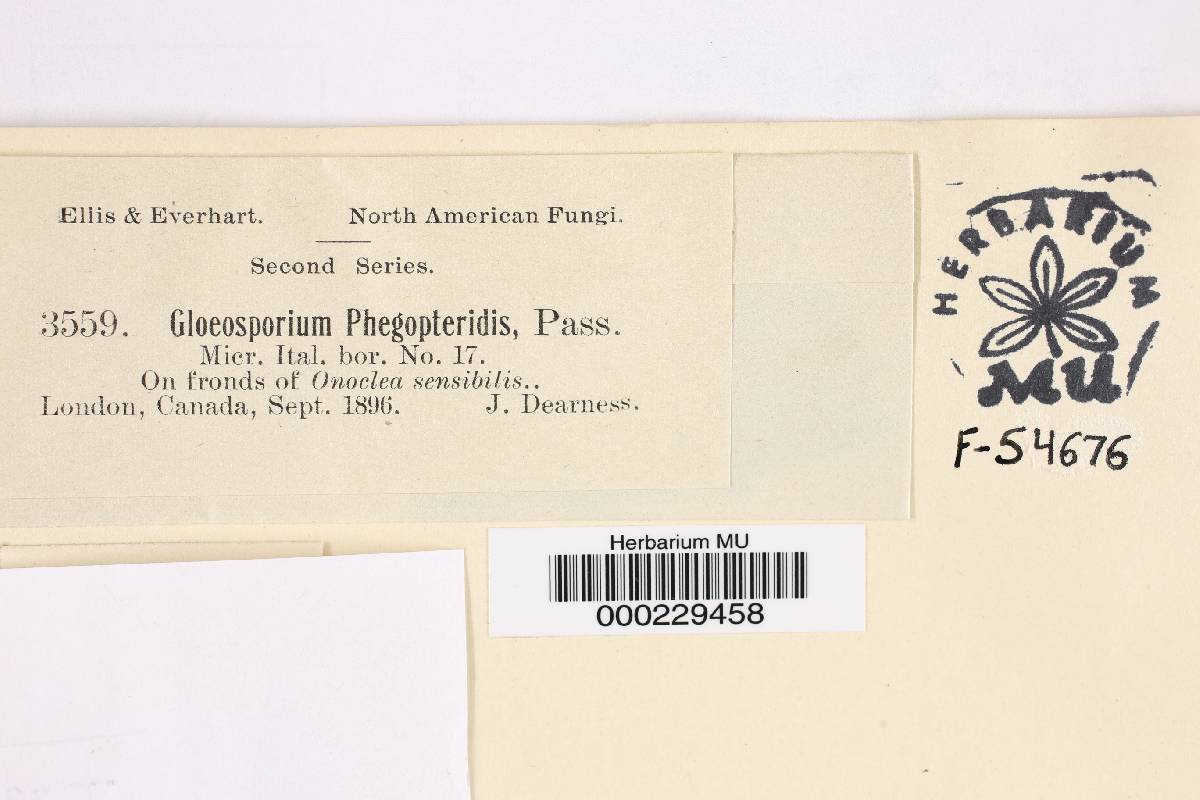 Ellis & Everhart. North American Fungi.
Second Series.
3559. Gloeosporium Phegopteridis, Pass.
Micr. Ital. bor. No. 17.
On fronds of Onoclea sensibilis..
London, Canada, Sept. 1896. J. Dearness.
HERBARIUM
MU
F-54676
Herbarium MU
000229458